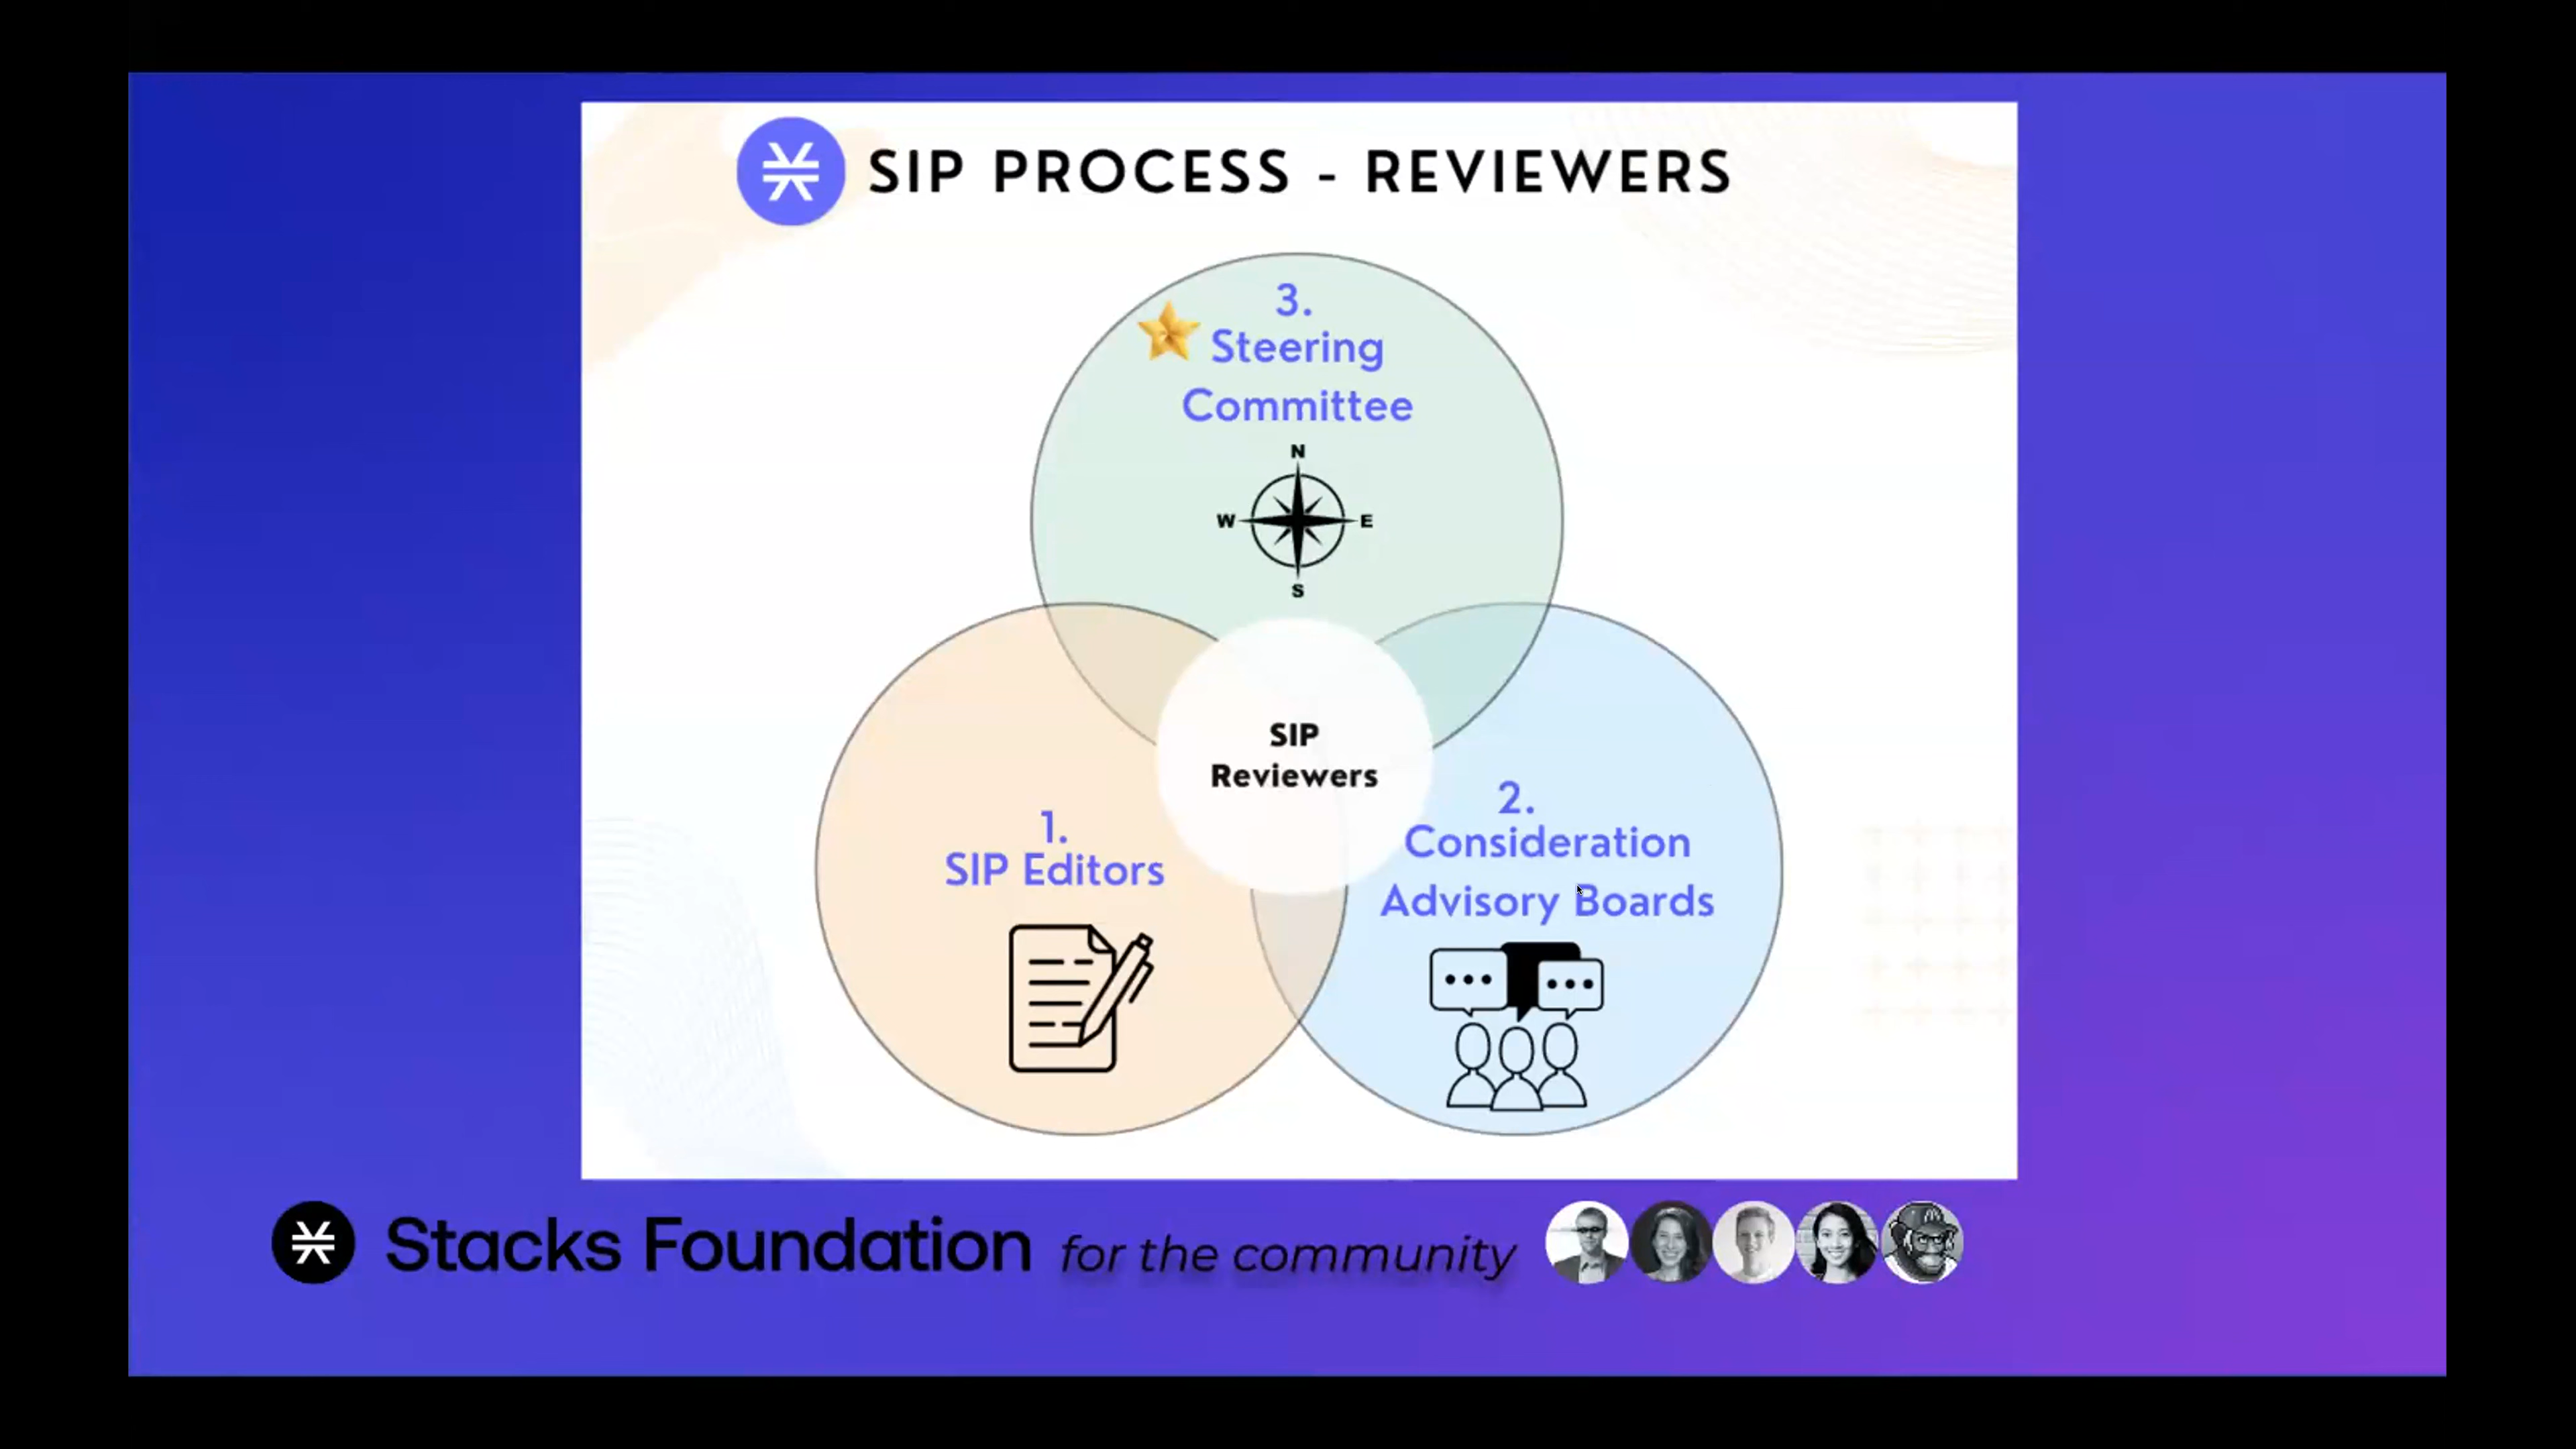 SIP PROCESS - REVIEWERS
3.
Steering
Committee
N
W E
S
SIP
Reviewers
1.
SIP Editors
2.
Consideration
Advisory Boards
Stacks Foundation for the community